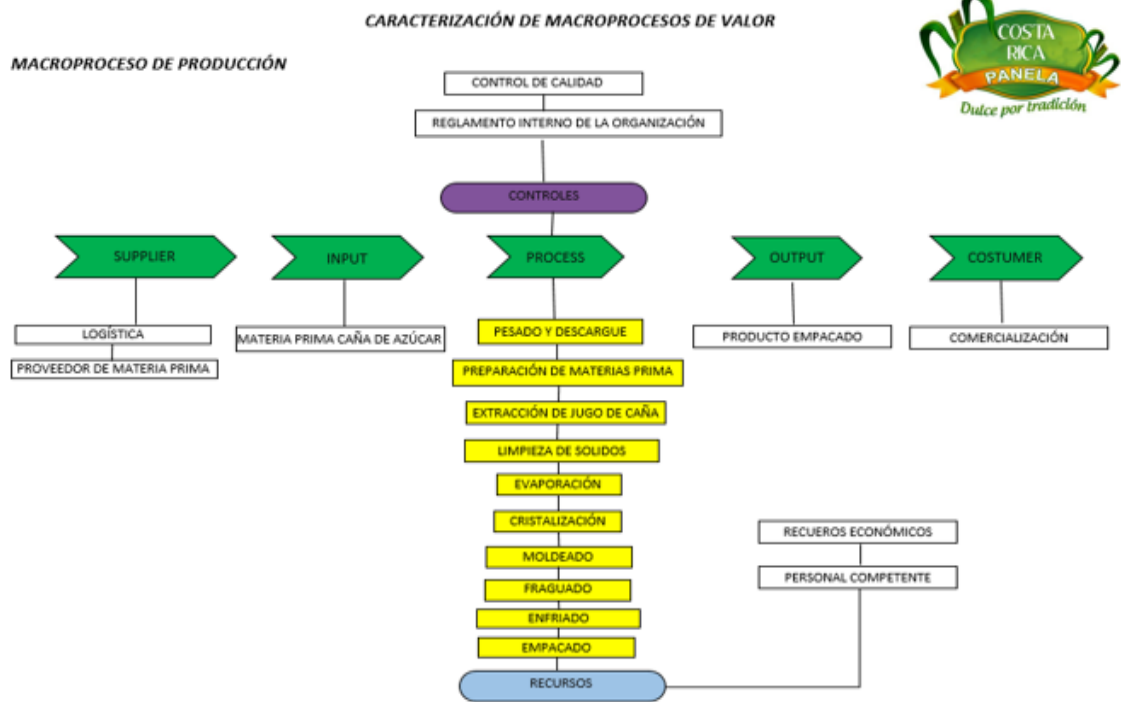 CARACTERIZACIÓN DE MACROPROCESOS DE VALOR
COSTA
RICA
PANELA
Dulce por tradición
MACROPROCESO DE PRODUCCIÓN
CONTROL DE CALIDAD
REGLAMENTO INTERNO DE LA ORGANIZACIÓN
CONTROLES
SUPPLIER
INPUT
PROCESS
OUTPUT
COSTUMER
LOGÍSTICA
PROVEEDOR DE MATERIA PRIMA
MATERIA PRIMA CAÑA DE AZÚCAR
PESADO Y DESCARGUE
PREPARACIÓN DE MATERIAS PRIMA
EXTRACCIÓN DE JUGO DE CAÑA
LIMPIEZA DE SOLIDOS
EVAPORACIÓN
CRISTALIZACIÓN
MOLDEADO
FRAGUADO
ENFRIADO
EMPACADO
RECURSOS
PRODUCTO EMPACADO
COMERCIALIZACIÓN
RECUEROS ECONÓMICOS
PERSONAL COMPETENTE